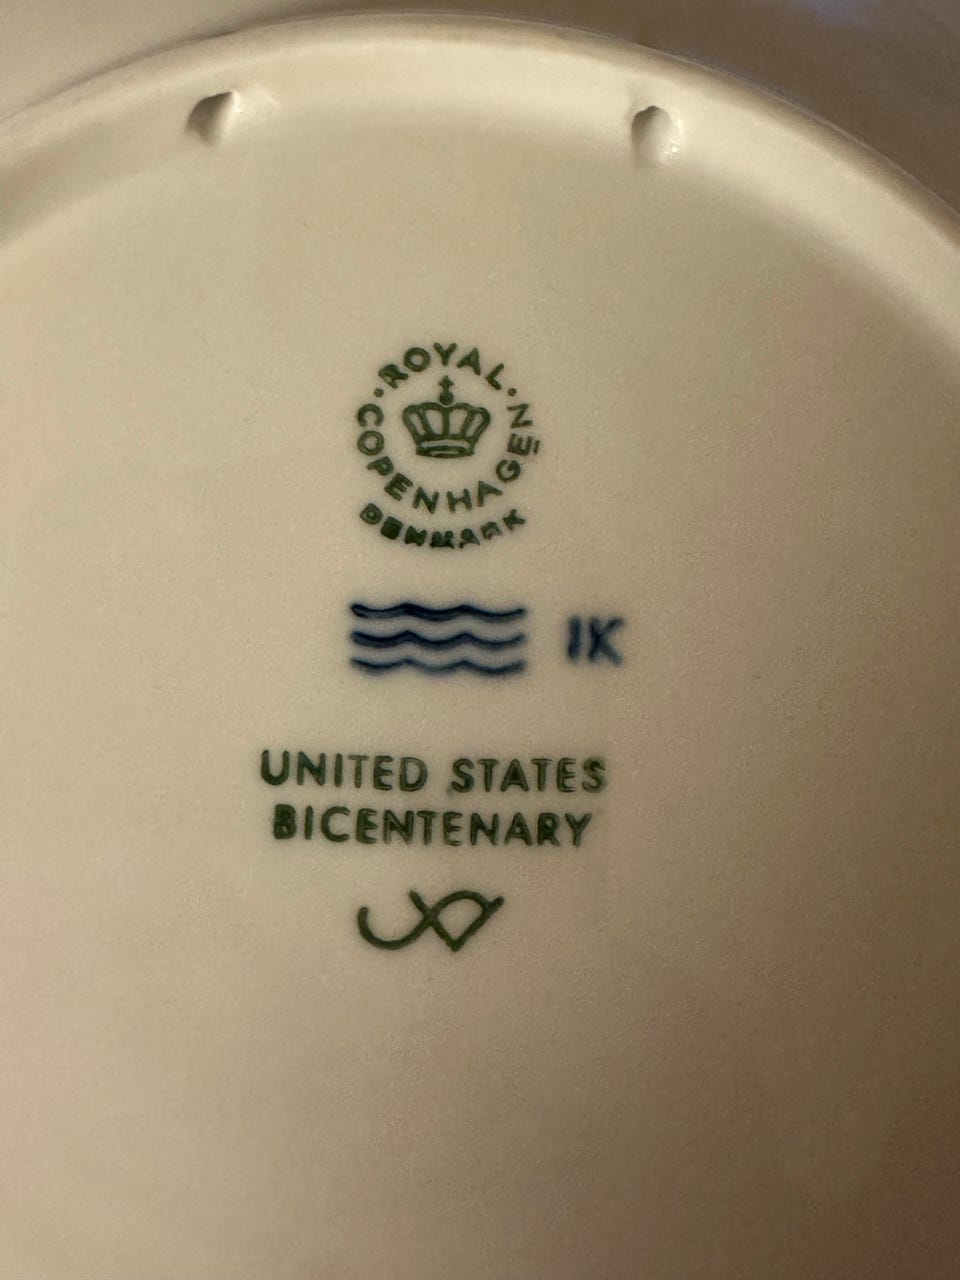 ROYAL
COPENHAGEN
DENMARK
IK
UNITED STATES
BICENTENARY